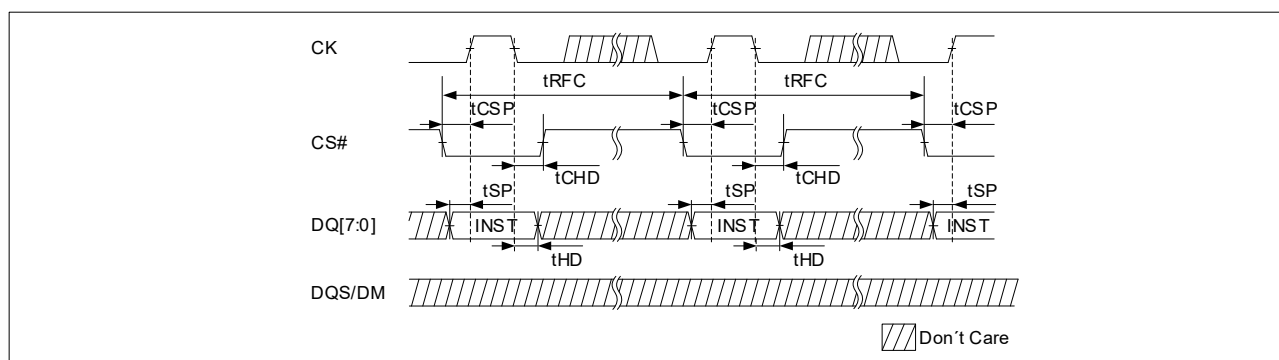 CK
tRFC tRFC
tCSP tCSP tCSP
CS#
tCHD tCHD
tSP tSP tSP
DQ[7:0] INST INST INST
tHD tHD
DQS/DM
Don´t Care